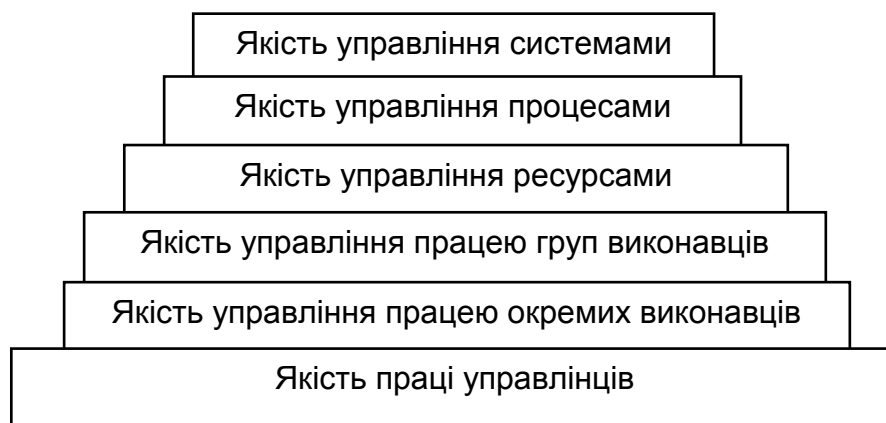 Якість управління системами
Якість управління процесами
Якість управління ресурсами
Якість управління працею груп виконавців
Якість управління працею окремих виконавців
Якість праці управлінців